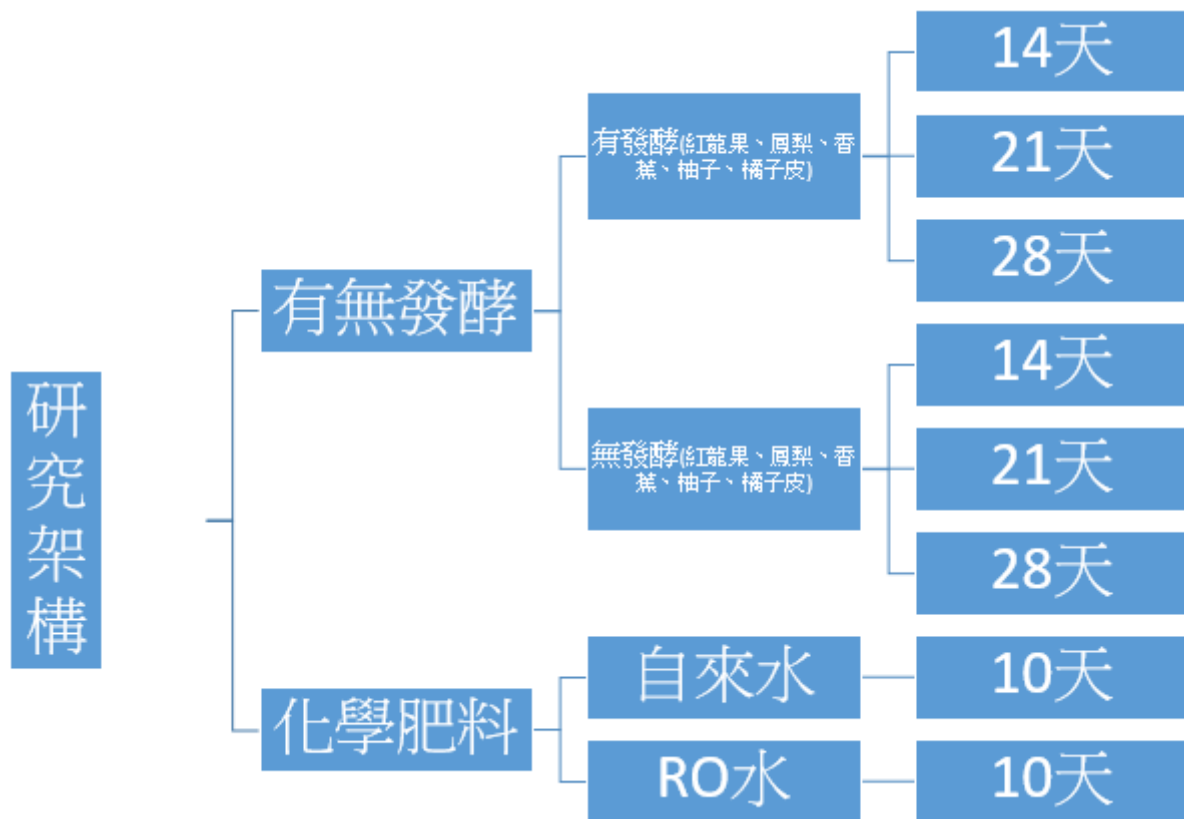 研究架構
有無發酵
有發酵(紅龍果、鳳梨、香
蕉、柚子、橘子皮)
14天
21天
28天
無發酵(紅龍果、鳳梨、香
蕉、柚子、橘子皮)
14天
21天
28天
化學肥料
自來水
10天
RO水
10天